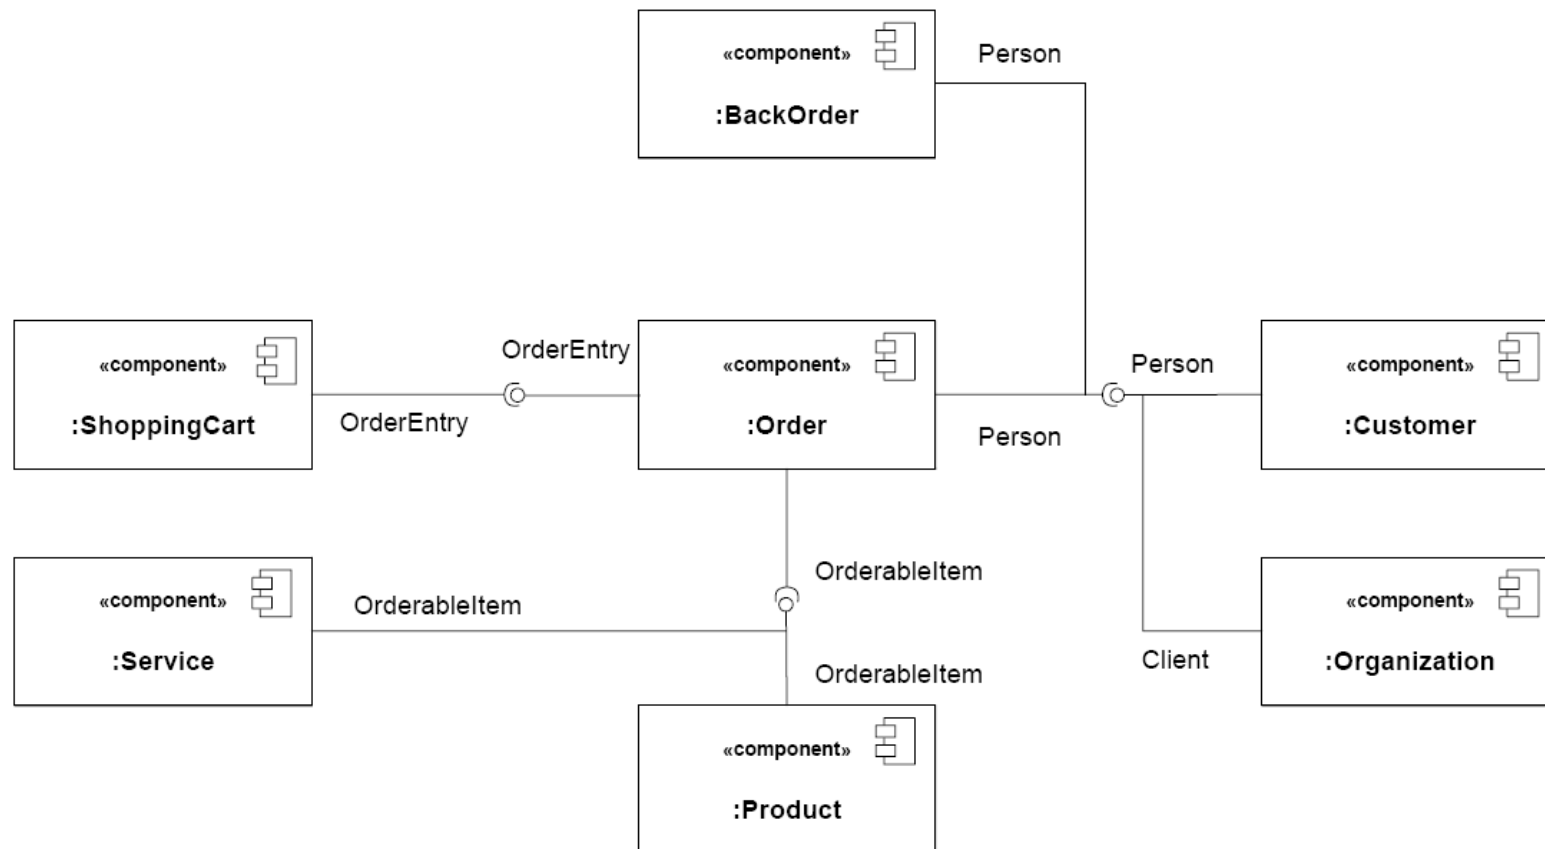 «component»
:BackOrder
Person
«component»
:ShoppingCart
OrderEntry
OrderEntry
«component»
:Order
Person
Person
«component»
:Customer
«component»
:Service
OrderableItem
OrderableItem
OrderableItem
Client
«component»
:Organization
«component»
:Product